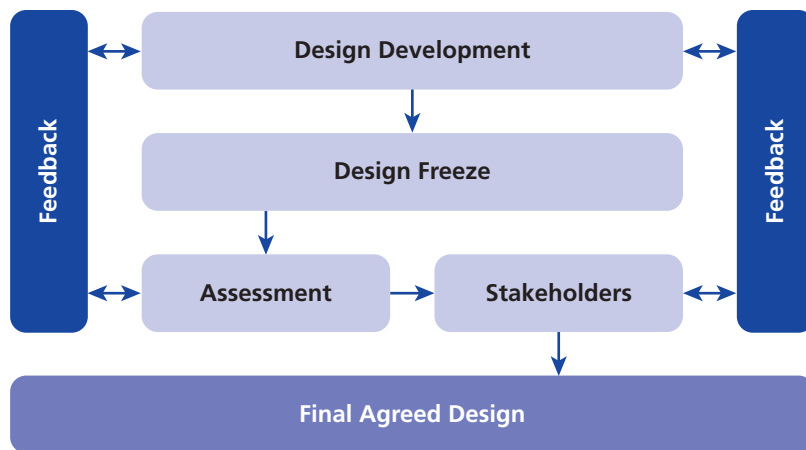 Design Development
Feedback
Feedback
Design Freeze
Assessment
Stakeholders
Final Agreed Design